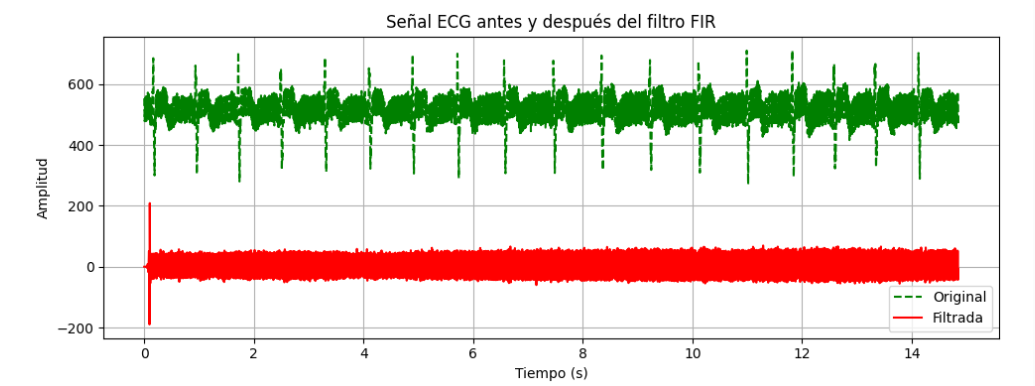 Señal ECG antes y después del filtro FIR
Amplitud
600
400
200
0
−200
0 2 4 6 8 10 12 14
Tiempo (s)
Original
Filtrada